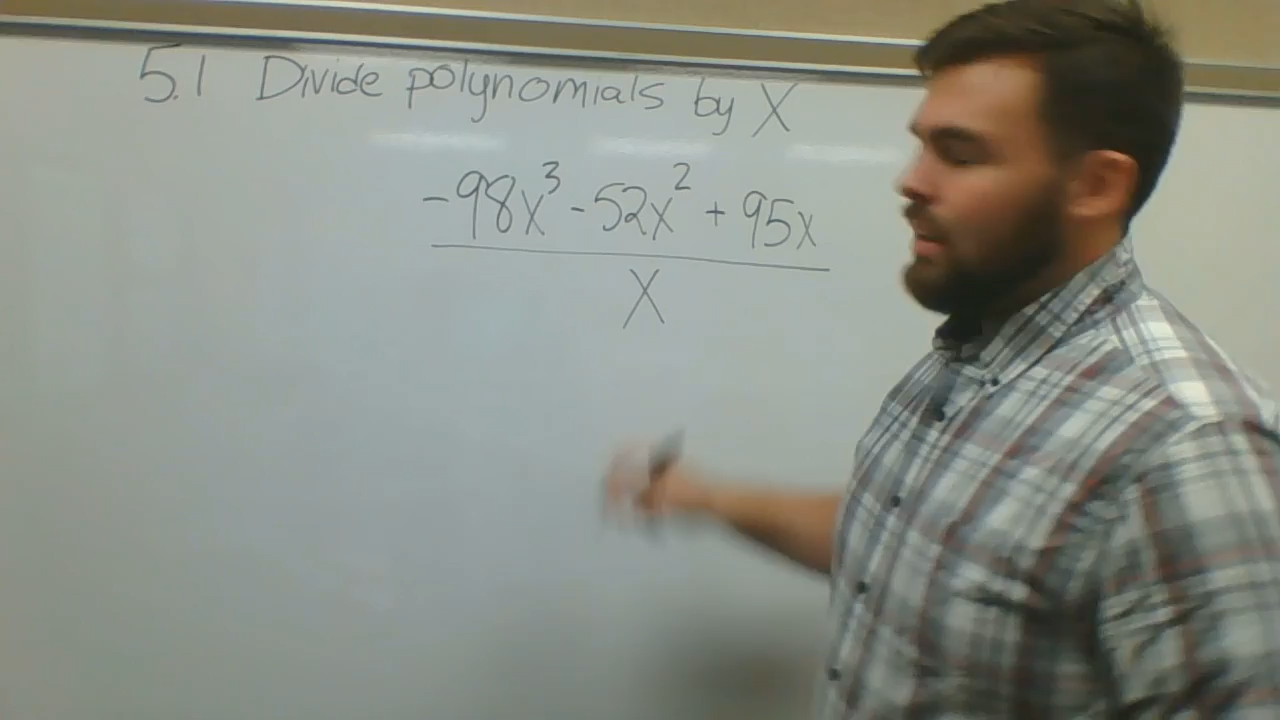 5.1 Divide polynomials by X
-98x³ - 52x² + 95x
X